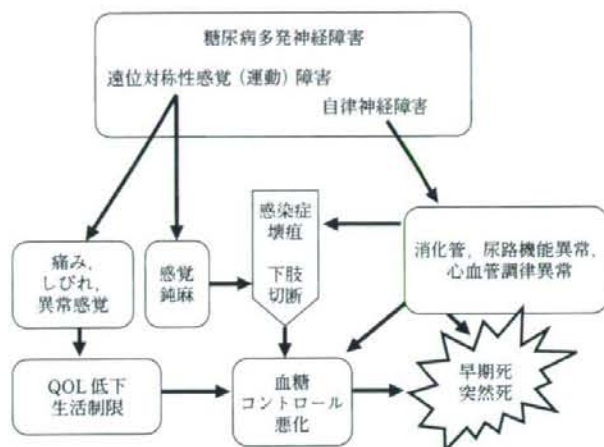 糖尿病多発神経障害
遠位対称性感覚（運動）障害
自律神経障害
感染症
壊疽
下肢
切断
痛み，
しびれ，
異常感覚
感覚
鈍麻
消化管，尿路機能異常，
心血管調律異常
QOL 低下
生活制限
血糖
コントロール
悪化
早期死
突然死